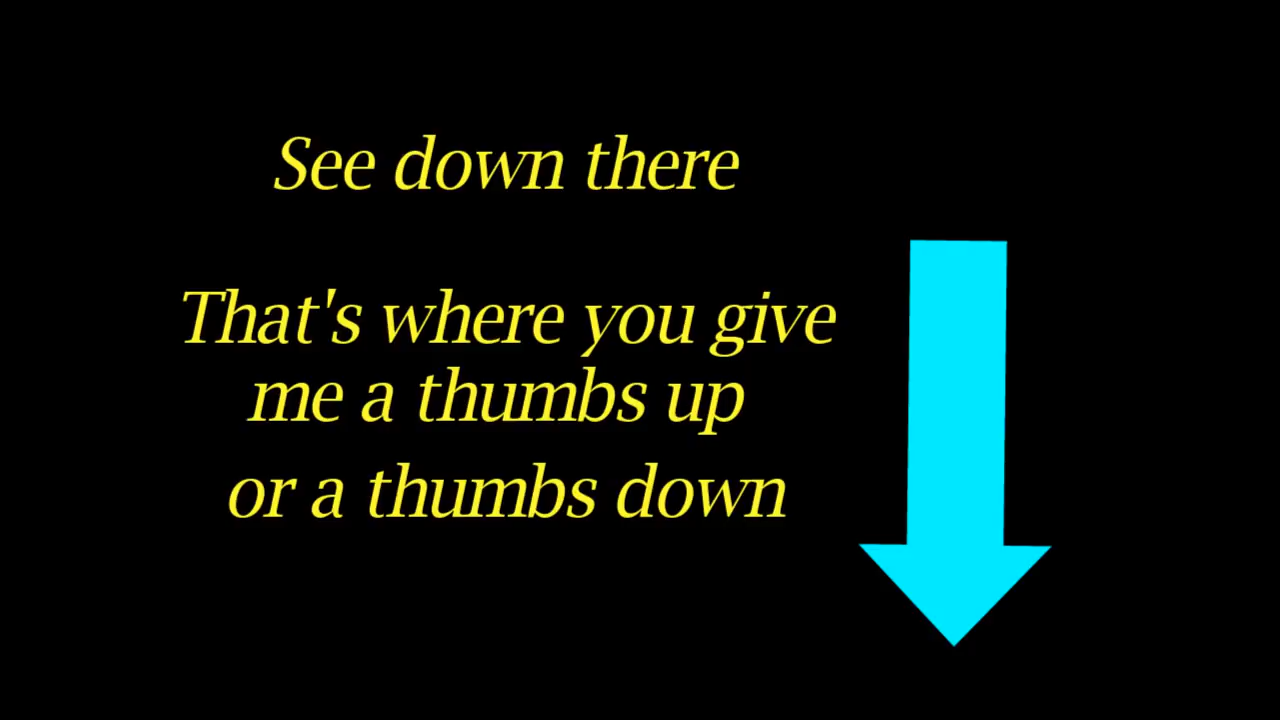 See down there
That's where you give
me a thumbs up
or a thumbs down